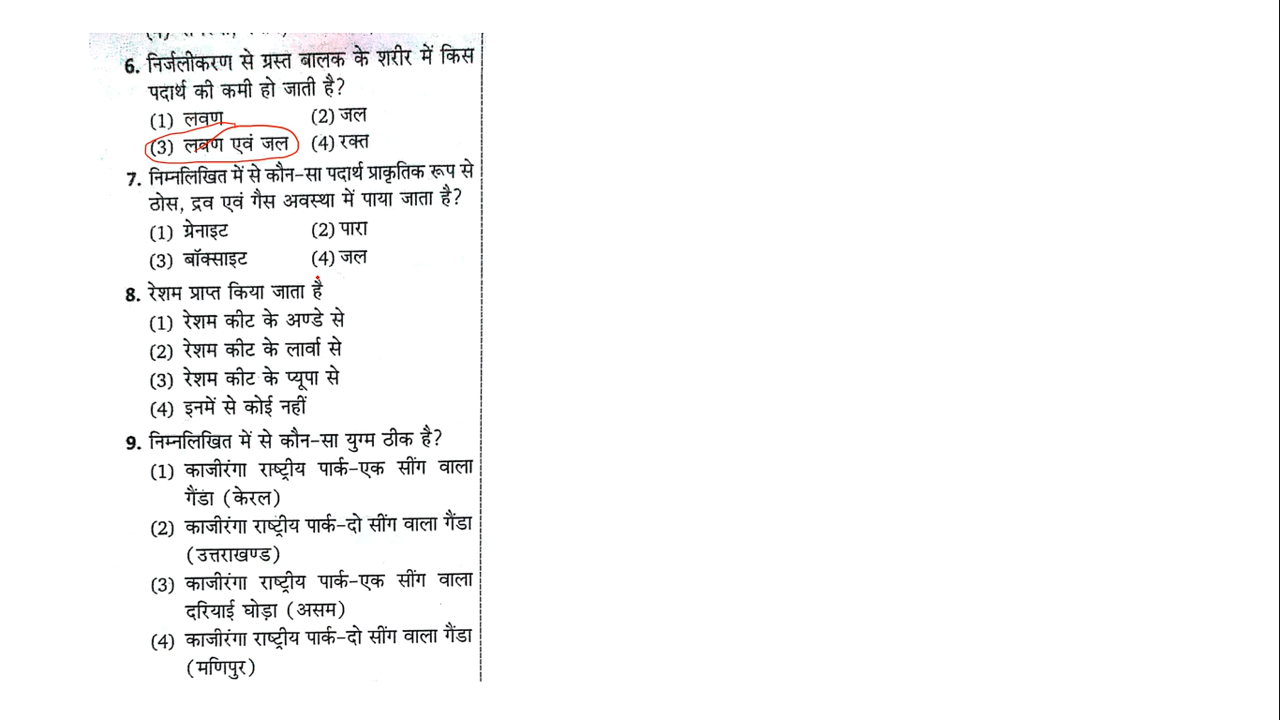 6. निर्जलीकरण से ग्रस्त बालक के शरीर में किस
पदार्थ की कमी हो जाती है?
(1) लवण (2) जल
(3) लवण एवं जल (4) रक्त
7. निम्नलिखित में से कौन-सा पदार्थ प्राकृतिक रूप से
ठोस, द्रव एवं गैस अवस्था में पाया जाता है?
(1) ग्रेनाइट (2) पारा
(3) बॉक्साइट (4) जल
8. रेशम प्राप्त किया जाता है
(1) रेशम कीट के अण्डे से
(2) रेशम कीट के लार्वा से
(3) रेशम कीट के प्यूपा से
(4) इनमें से कोई नहीं
9. निम्नलिखित में से कौन-सा युग्म ठीक है?
(1) काजीरंगा राष्ट्रीय पार्क-एक सींग वाला
गैंडा (केरल)
(2) काजीरंगा राष्ट्रीय पार्क-दो सींग वाला गैंडा
(उत्तराखण्ड)
(3) काजीरंगा राष्ट्रीय पार्क-एक सींग वाला
दरियाई घोड़ा (असम)
(4) काजीरंगा राष्ट्रीय पार्क-दो सींग वाला गैंडा
(मणिपुर)